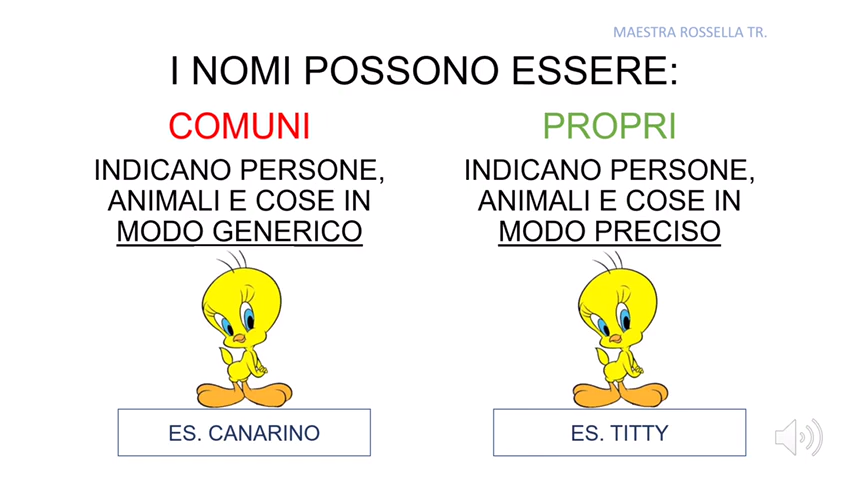 MAESTRA ROSSELLA TR.
I NOMI POSSONO ESSERE:
COMUNI
INDICANO PERSONE,
ANIMALI E COSE IN
MODO GENERICO
ES. CANARINO
PROPRI
INDICANO PERSONE,
ANIMALI E COSE IN
MODO PRECISO
ES. TITTY